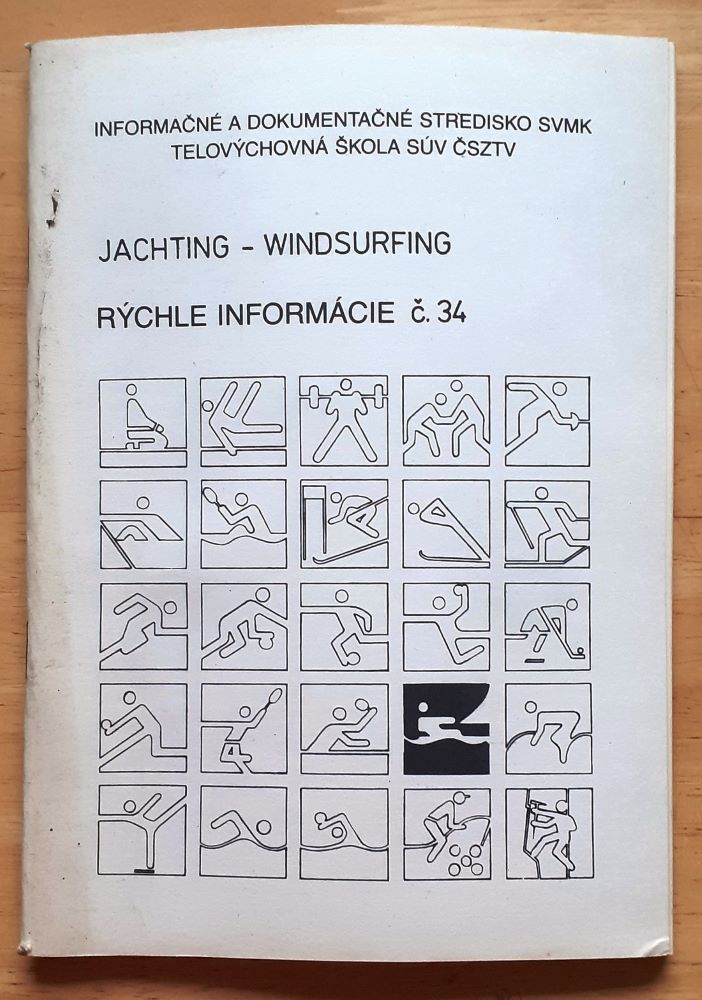 INFORMAČNÉ A DOKUMENTAČNÉ STREDISKO SVMK
TELOVÝCHOVNÁ ŠKOLA SÚV ČSZTV
JACHTING - WINDSURFING
RÝCHLE INFORMÁCIE č. 34